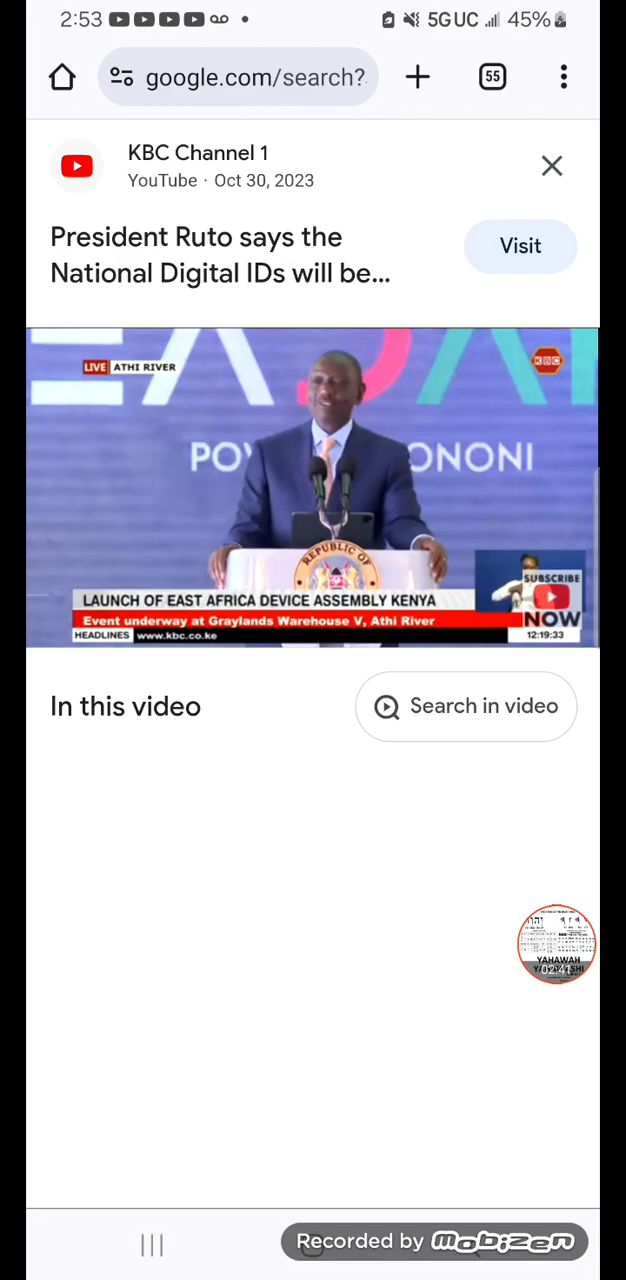 2:53
5G UC
45%
google.com/search?
55
KBC Channel 1
YouTube · Oct 30, 2023
President Ruto says the
National Digital IDs will be...
Visit
LIVE ATHI RIVER
KBC
ONONI
REPUBLIC OF
SUBSCRIBE
NOW
LAUNCH OF EAST AFRICA DEVICE ASSEMBLY KENYA
Event underway at Graylands Warehouse V, Athi River
HEADLINES www.kbc.co.ke
12:19:33
In this video
Search in video
YAHAWAH
Recorded by mobizen